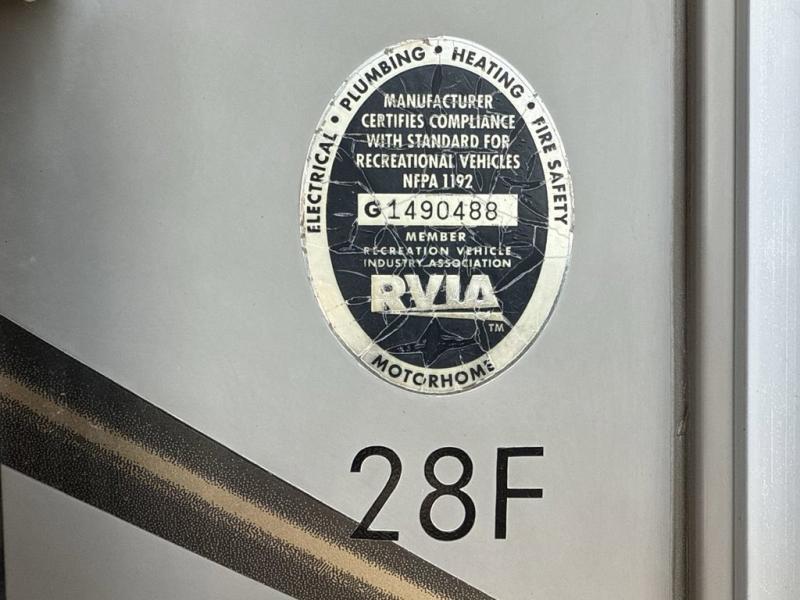 ELECTRICAL • PLUMBING • HEATING • FIRE SAFETY
MANUFACTURER
CERTIFIES COMPLIANCE
WITH STANDARD FOR
RECREATIONAL VEHICLES
NFPA 1192
G1490488
MEMBER
RECREATION VEHICLE
INDUSTRY ASSOCIATION
RVIA
TM
MOTORHOME
28F